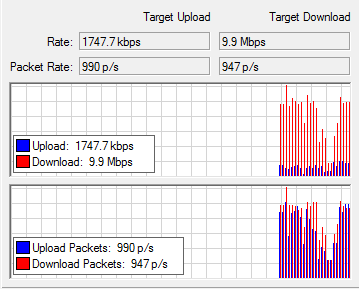 Target Upload Target Download
Rate: 1747.7 kbps 9.9 Mbps
Packet Rate: 990 p/s 947 p/s
Upload: 1747.7 kbps
Download: 9.9 Mbps
Upload Packets: 990 p/s
Download Packets: 947 p/s